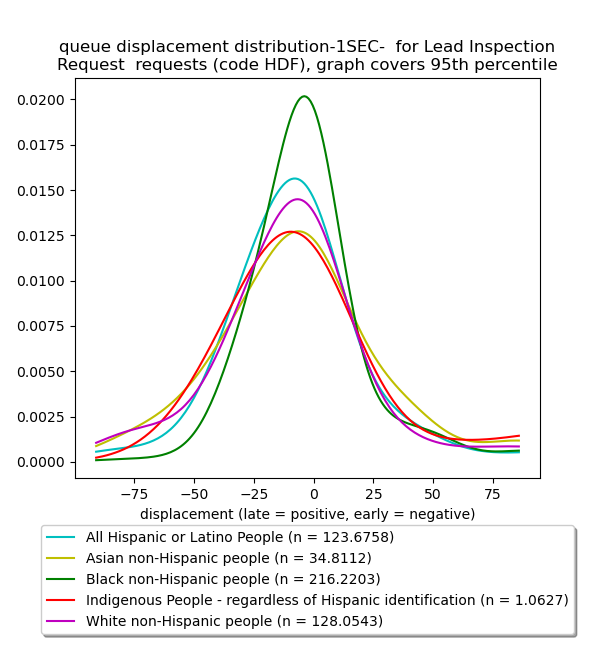 queue displacement distribution-1SEC-  for Lead Inspection
Request  requests (code HDF), graph covers 95th percentile
0.0200
0.0175
0.0150
0.0125
0.0100
0.0075
0.0050
0.0025
0.0000
−75 −50 −25 0 25 50 75
displacement (late = positive, early = negative)
All Hispanic or Latino People (n = 123.6758)
Asian non-Hispanic people (n = 34.8112)
Black non-Hispanic people (n = 216.2203)
Indigenous People - regardless of Hispanic identification (n = 1.0627)
White non-Hispanic people (n = 128.0543)